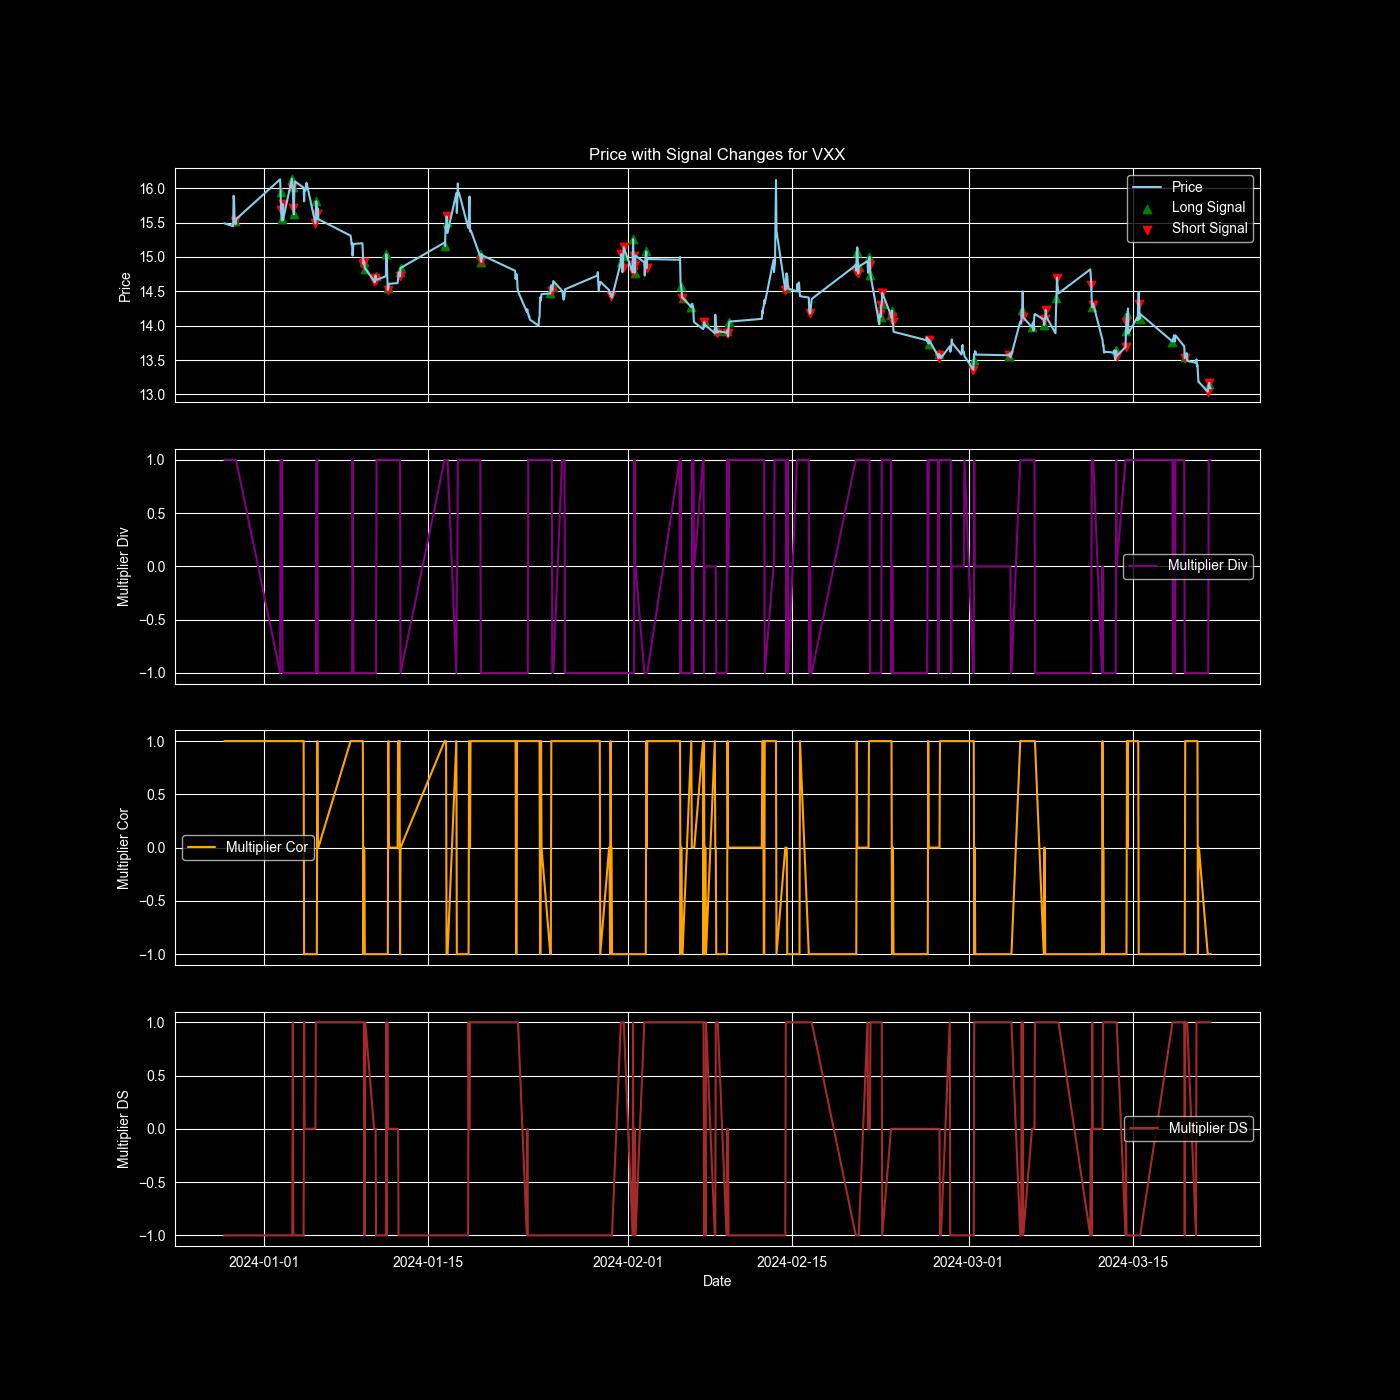 Price with Signal Changes for VXX
Price
16.0
15.5
15.0
14.5
14.0
13.5
13.0
Price
Long Signal
Short Signal
Multiplier Div
1.0
0.5
0.0
−0.5
−1.0
Multiplier Div
Multiplier Cor
1.0
0.5
0.0
−0.5
−1.0
Multiplier Cor
Multiplier DS
1.0
0.5
0.0
−0.5
−1.0
Multiplier DS
2024-01-01 2024-01-15 2024-02-01 2024-02-15 2024-03-01 2024-03-15
Date